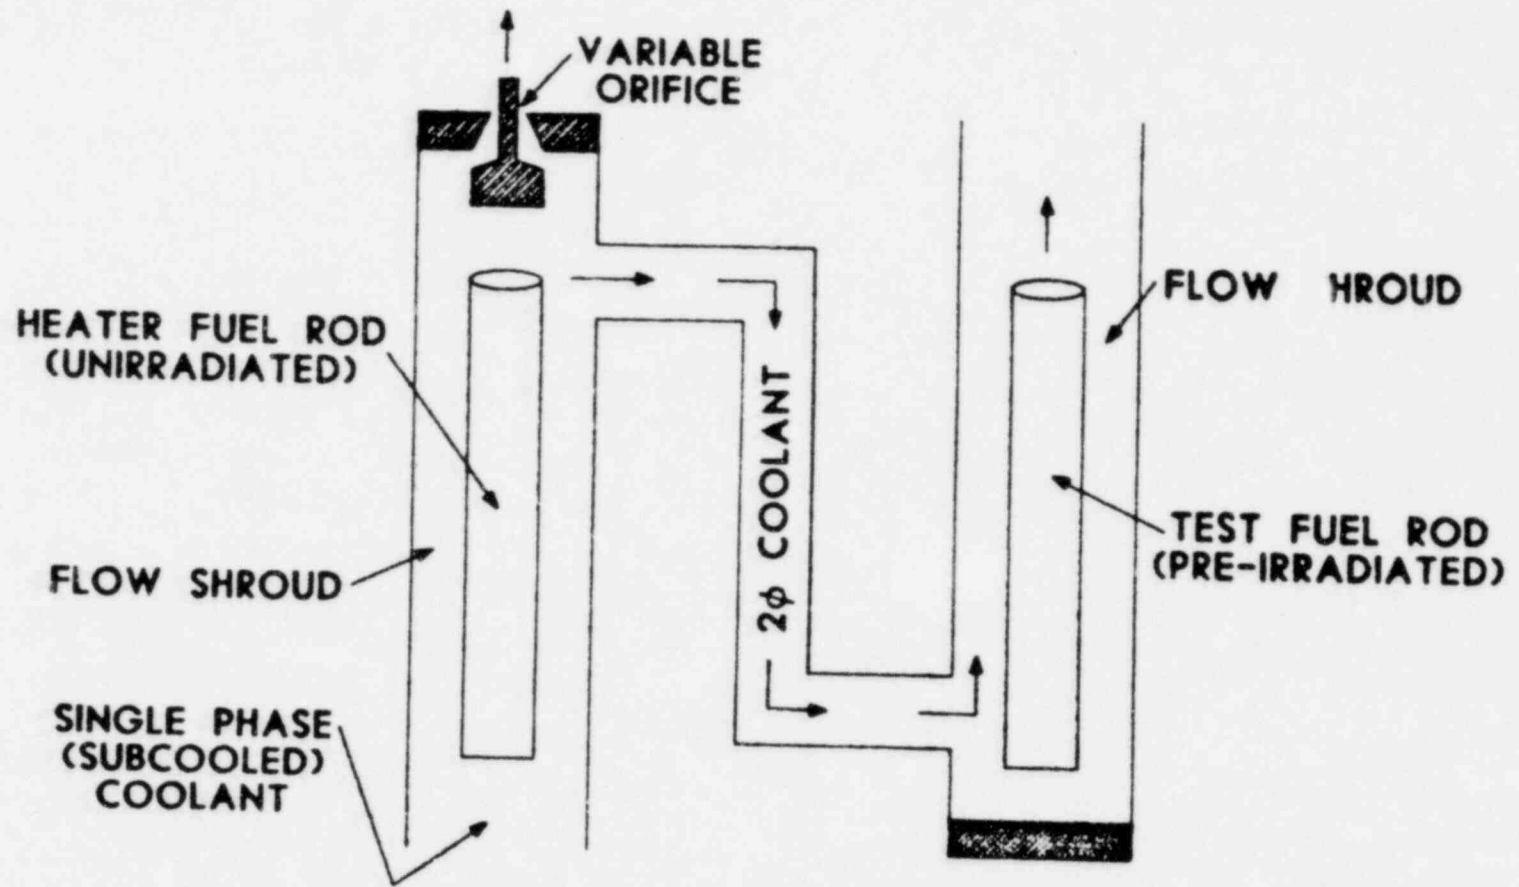 VARIABLE
ORIFICE
HEATER FUEL ROD
(UNIRRADIATED)
FLOW HROUD
2ϕ COOLANT
TEST FUEL ROD
(PRE-IRRADIATED)
FLOW SHROUD
SINGLE PHASE
(SUBCOOLED)
COOLANT